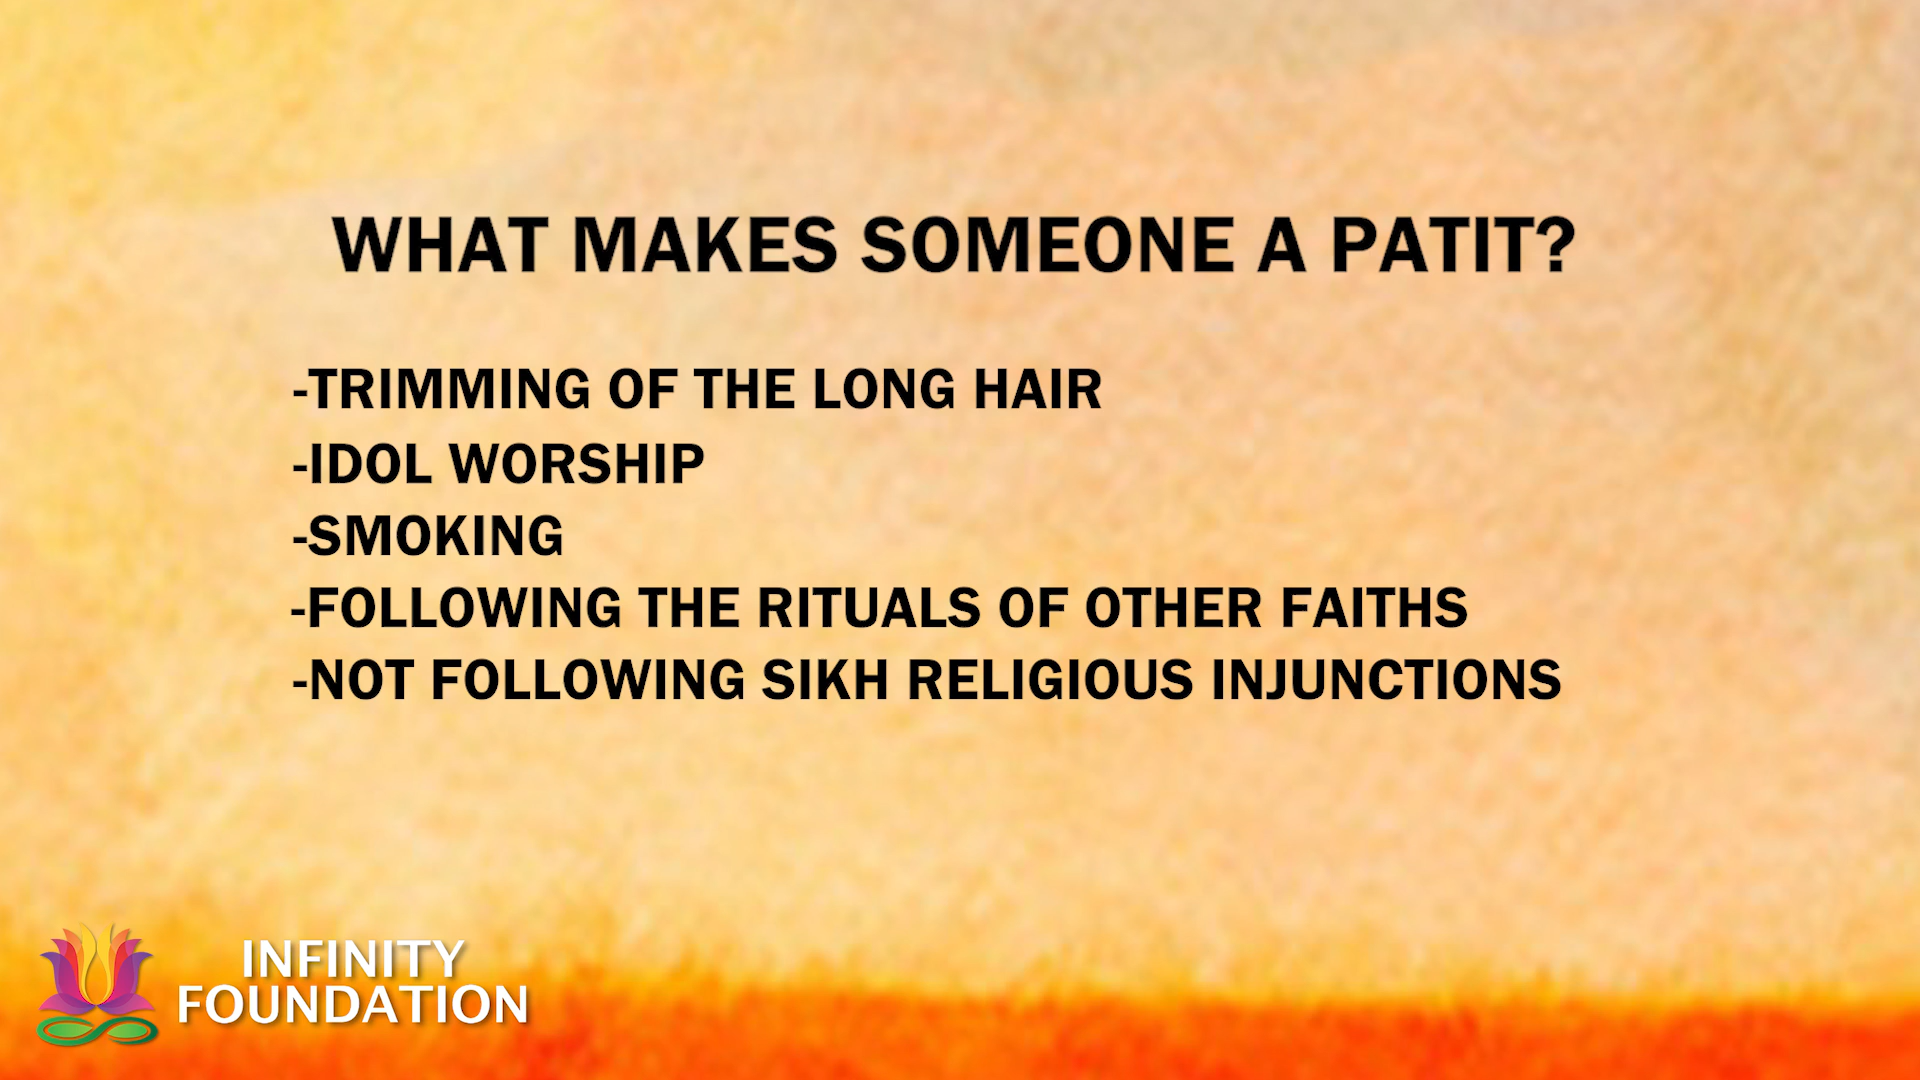 WHAT MAKES SOMEONE A PATIT?
-TRIMMING OF THE LONG HAIR
-IDOL WORSHIP
-SMOKING
-FOLLOWING THE RITUALS OF OTHER FAITHS
-NOT FOLLOWING SIKH RELIGIOUS INJUNCTIONS
INFINITY
FOUNDATION